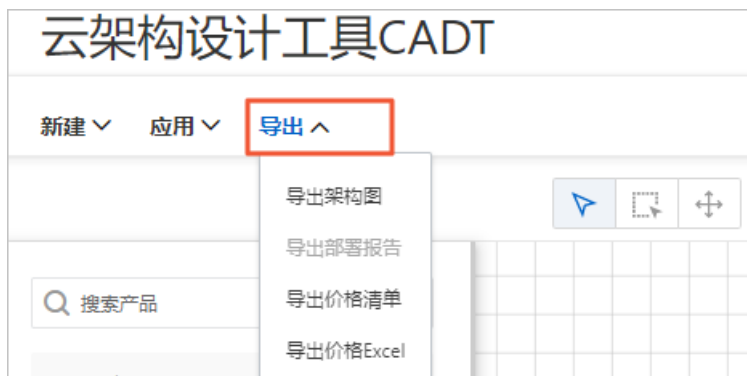 云架构设计工具CADT
新建 应用 导出
导出架构图
导出部署报告
搜索产品
导出价格清单
导出价格Excel